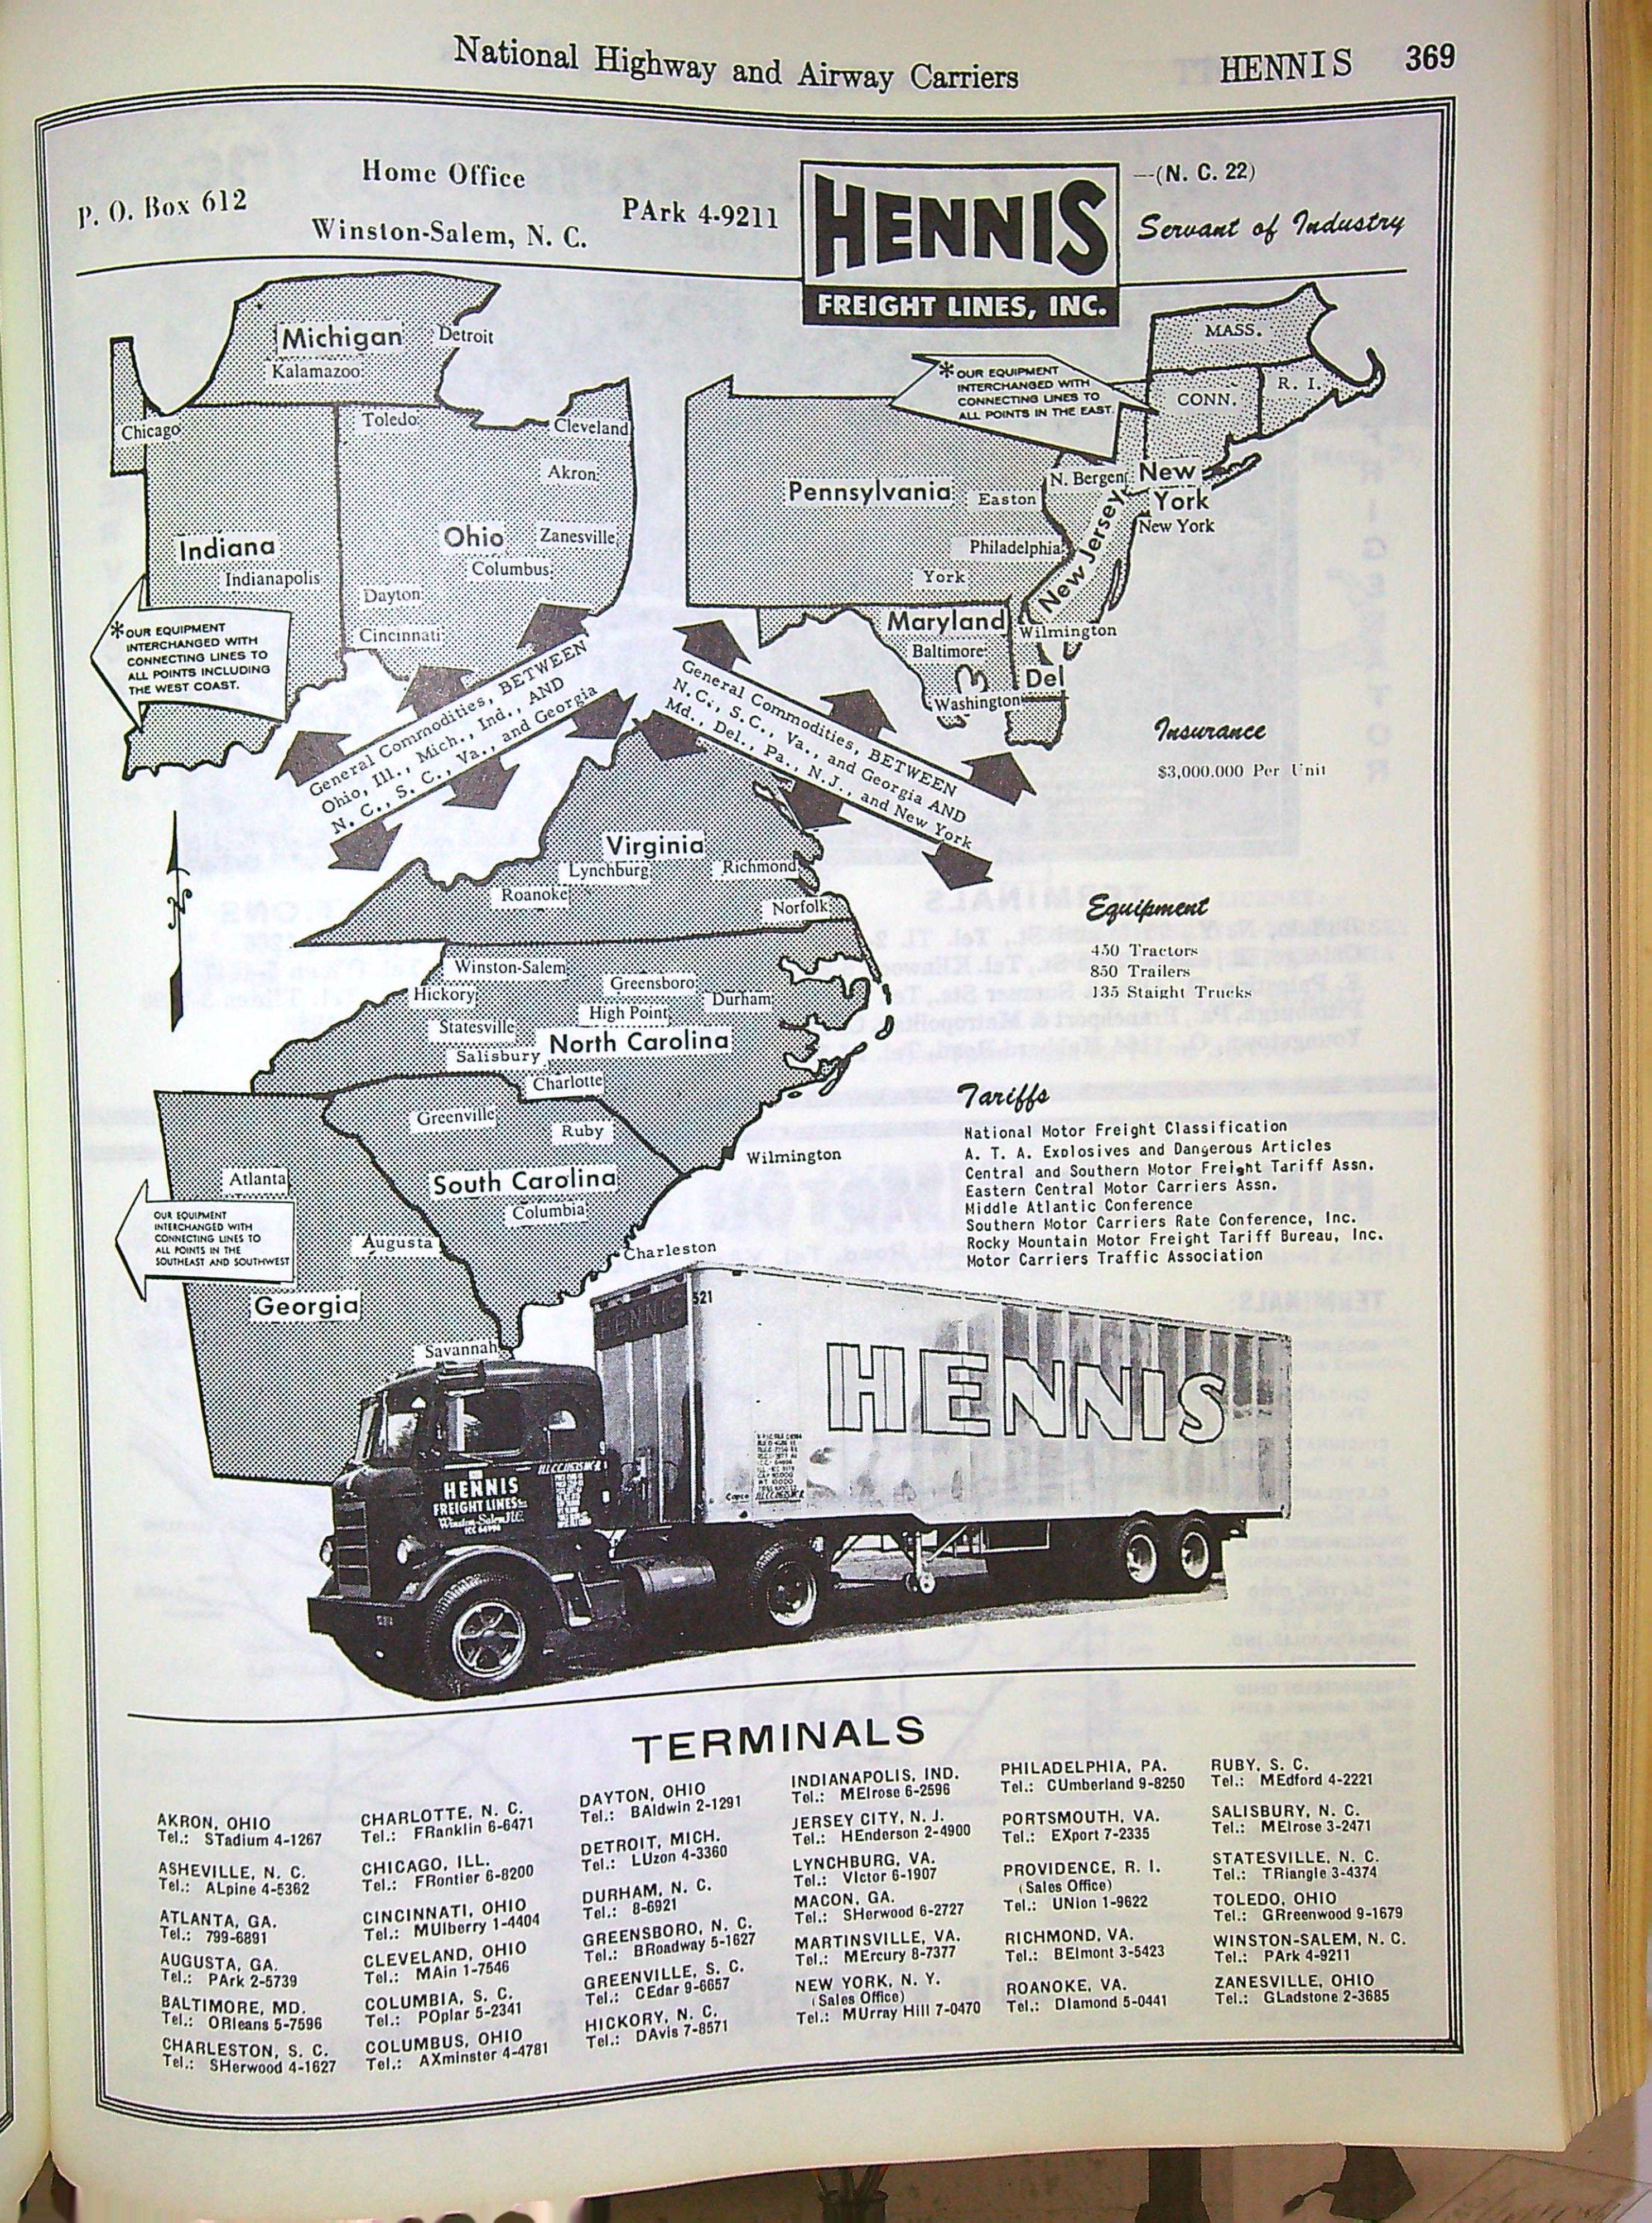 National Highway and Airway Carriers
HENNIS 369
Home Office
P. O. Box 612
Winston-Salem, N. C.
PArk 4-9211
HENNIS
FREIGHT LINES, INC.
--(N. C. 22)
Servant of Industry
Michigan
Detroit
Kalamazoo
Chicago
Toledo
Cleveland
Akron
Indiana
Ohio
Zanesville
Columbus
Indianapolis
Dayton
Cincinnati
*OUR EQUIPMENT
INTERCHANGED WITH
CONNECTING LINES TO
ALL POINTS INCLUDING
THE WEST COAST.
General Commodities, BETWEEN
Ohio, Ill., Mich., Ind., AND
N. C., S. C., Va., and Georgia
MASS.
CONN.
R. I.
*OUR EQUIPMENT
INTERCHANGED WITH
CONNECTING LINES TO
ALL POINTS IN THE EAST.
Pennsylvania
Easton
N. Bergen
New
York
New York
New Jersey
Philadelphia
York
Maryland
Wilmington
Baltimore
Del
Washington
General Commodities, BETWEEN
N. C., S. C., Va., and Georgia AND
Md., Del., Pa., N.J., and New York
Insurance
$3,000.000 Per Unit
Virginia
Lynchburg
Richmond
Roanoke
Norfolk
Equipment
450 Tractors
850 Trailers
135 Staight Trucks
Winston-Salem
Greensboro
Hickory
Durham
High Point
Statesville
North Carolina
Salisbury
Charlotte
Greenville
Ruby
Wilmington
Atlanta
South Carolina
Columbia
Augusta
Charleston
OUR EQUIPMENT
INTERCHANGED WITH
CONNECTING LINES TO
ALL POINTS IN THE
SOUTHEAST AND SOUTHWEST
Georgia
Savannah
Tariffs
National Motor Freight Classification
A. T. A. Explosives and Dangerous Articles
Central and Southern Motor Freight Tariff Assn.
Eastern Central Motor Carriers Assn.
Middle Atlantic Conference
Southern Motor Carriers Rate Conference, Inc.
Rocky Mountain Motor Freight Tariff Bureau, Inc.
Motor Carriers Traffic Association
HENNIS
521
HENNIS
HENNIS
FREIGHT LINES INC.
Winston-Salem N.C.
TERMINALS
AKRON, OHIO
Tel.: STadium 4-1267
ASHEVILLE, N. C.
Tel.: ALpine 4-5362
ATLANTA, GA.
Tel.: 799-6891
AUGUSTA, GA.
Tel.: PArk 2-5739
BALTIMORE, MD.
Tel.: ORleans 5-7596
CHARLESTON, S. C.
Tel.: SHerwood 4-1627
CHARLOTTE, N. C.
Tel.: FRanklin 6-6471
CHICAGO, ILL.
Tel.: FRontier 6-8200
CINCINNATI, OHIO
Tel.: MUlberry 1-4404
CLEVELAND, OHIO
Tel.: MAin 1-7546
COLUMBIA, S. C.
Tel.: POplar 5-2341
COLUMBUS, OHIO
Tel.: AXminster 4-4781
DAYTON, OHIO
Tel.: BAldwin 2-1291
DETROIT, MICH.
Tel.: LUzon 4-3360
DURHAM, N. C.
Tel.: 8-6921
GREENSBORO, N. C.
Tel.: BRoadway 5-1627
GREENVILLE, S. C.
Tel.: CEdar 9-6657
HICKORY, N. C.
Tel.: DAvis 7-8571
INDIANAPOLIS, IND.
Tel.: MElrose 6-2596
JERSEY CITY, N. J.
Tel.: HEnderson 2-4900
LYNCHBURG, VA.
Tel.: VIctor 6-1907
MACON, GA.
Tel.: SHerwood 6-2727
MARTINSVILLE, VA.
Tel.: MErcury 8-7377
NEW YORK, N. Y.
(Sales Office)
Tel.: MUrray Hill 7-0470
PHILADELPHIA, PA.
Tel.: CUmberland 9-8250
PORTSMOUTH, VA.
Tel.: EXport 7-2335
PROVIDENCE, R. I.
(Sales Office)
Tel.: UNion 1-9622
RICHMOND, VA.
Tel.: BElmont 3-5423
ROANOKE, VA.
Tel.: DIamond 5-0441
RUBY, S. C.
Tel.: MEdford 4-2221
SALISBURY, N. C.
Tel.: MElrose 3-2471
STATESVILLE, N. C.
Tel.: TRiangle 3-4374
TOLEDO, OHIO
Tel.: GRreenwood 9-1679
WINSTON-SALEM, N. C.
Tel.: PArk 4-9211
ZANESVILLE, OHIO
Tel.: GLadstone 2-3685